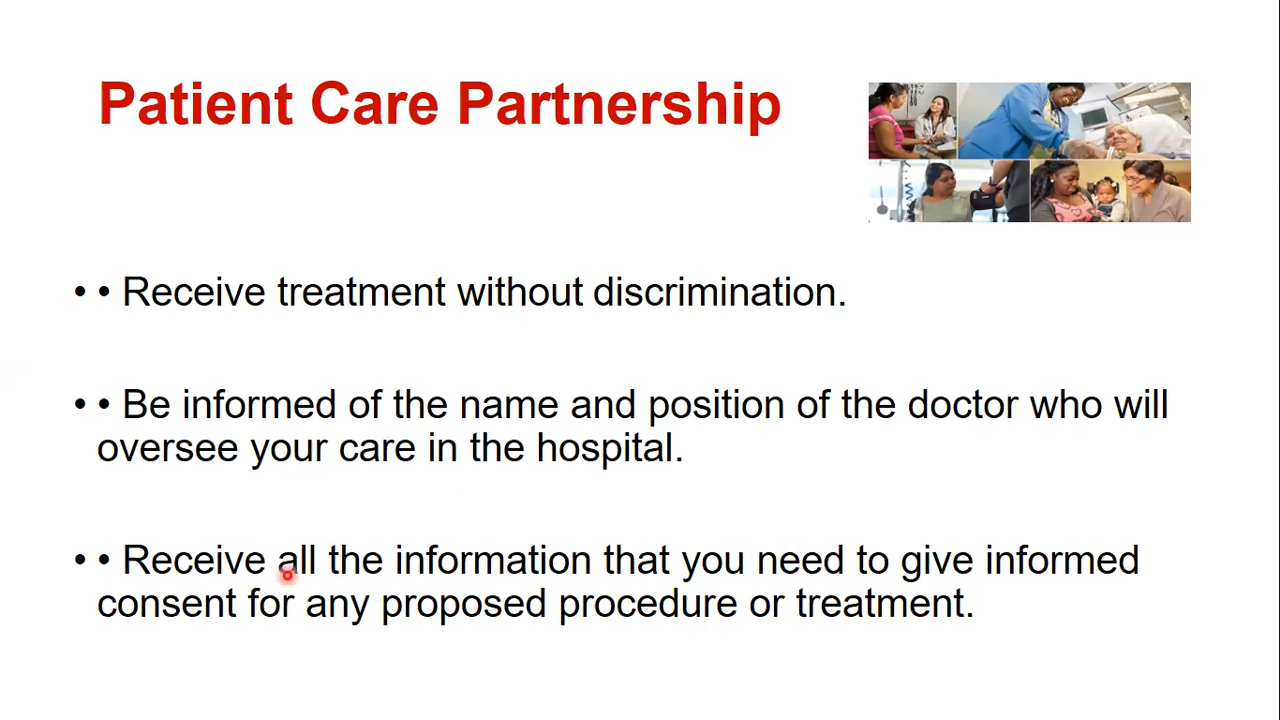 Patient Care Partnership
• • Receive treatment without discrimination.
• • Be informed of the name and position of the doctor who will
oversee your care in the hospital.
• • Receive all the information that you need to give informed
consent for any proposed procedure or treatment.